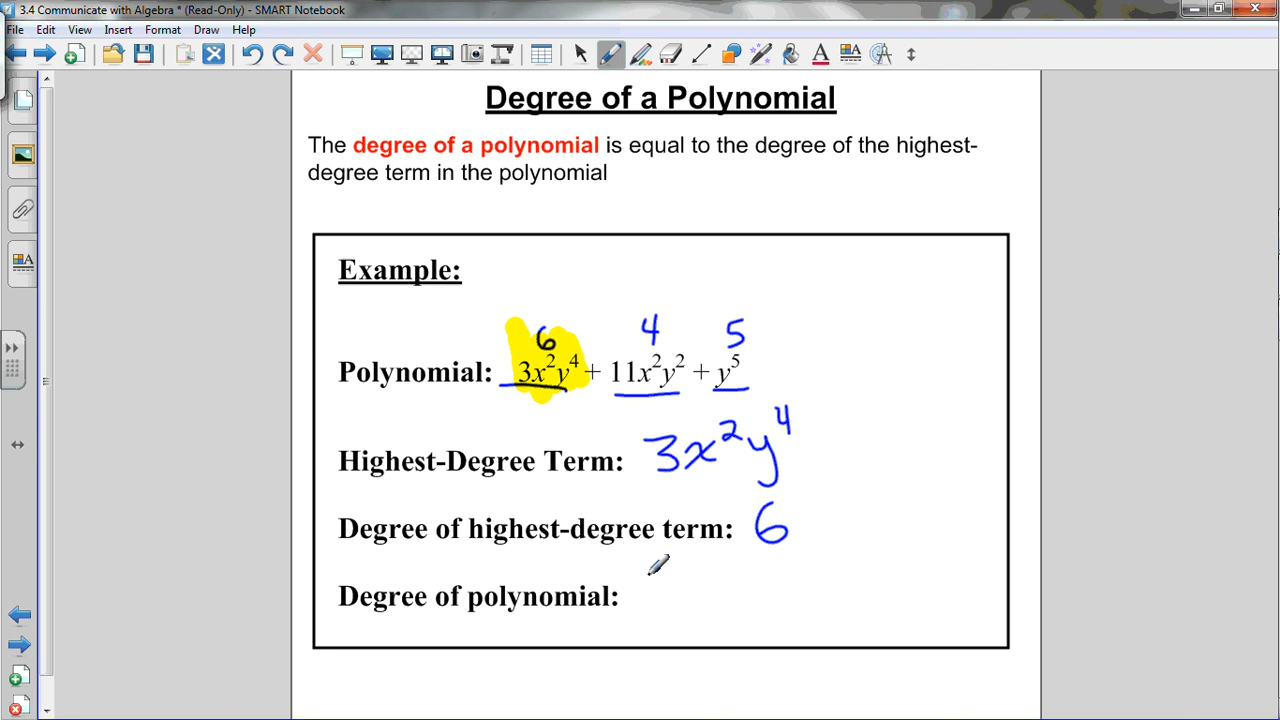 3.4 Communicate with Algebra * (Read-Only) - SMART Notebook
File Edit View Insert Format Draw Help
Degree of a Polynomial
The degree of a polynomial is equal to the degree of the highest-
degree term in the polynomial
Example:
6 4 5
Polynomial: 3x²y⁴ + 11x²y² + y⁵
Highest-Degree Term: 3x²y⁴
Degree of highest-degree term: 6
Degree of polynomial: